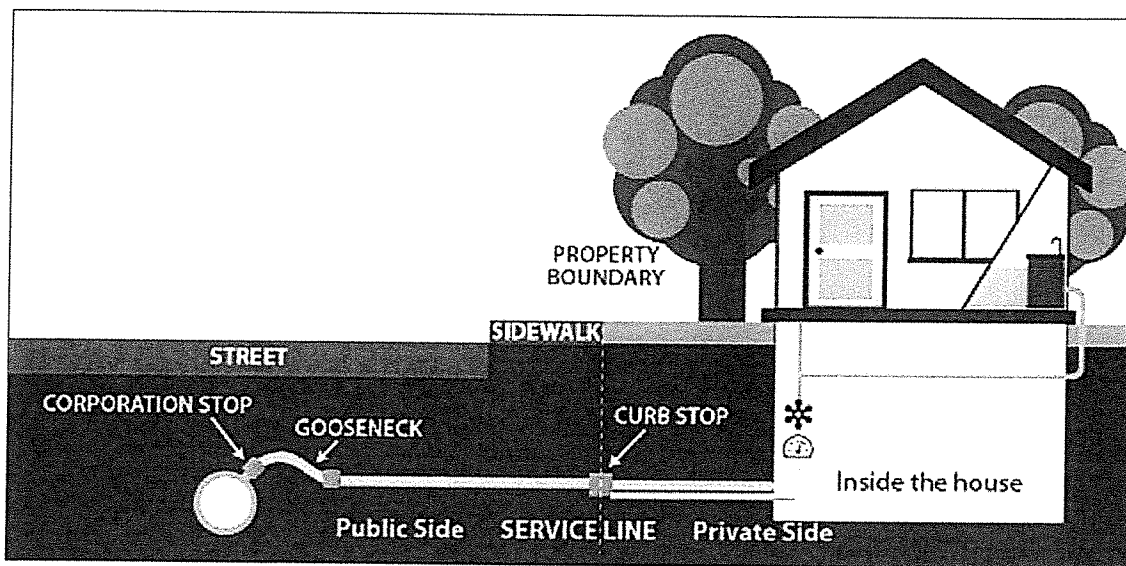 PROPERTY
BOUNDARY
SIDEWALK
STREET
CORPORATION STOP
GOOSENECK
CURB STOP
Inside the house
Public Side
SERVICE LINE
Private Side